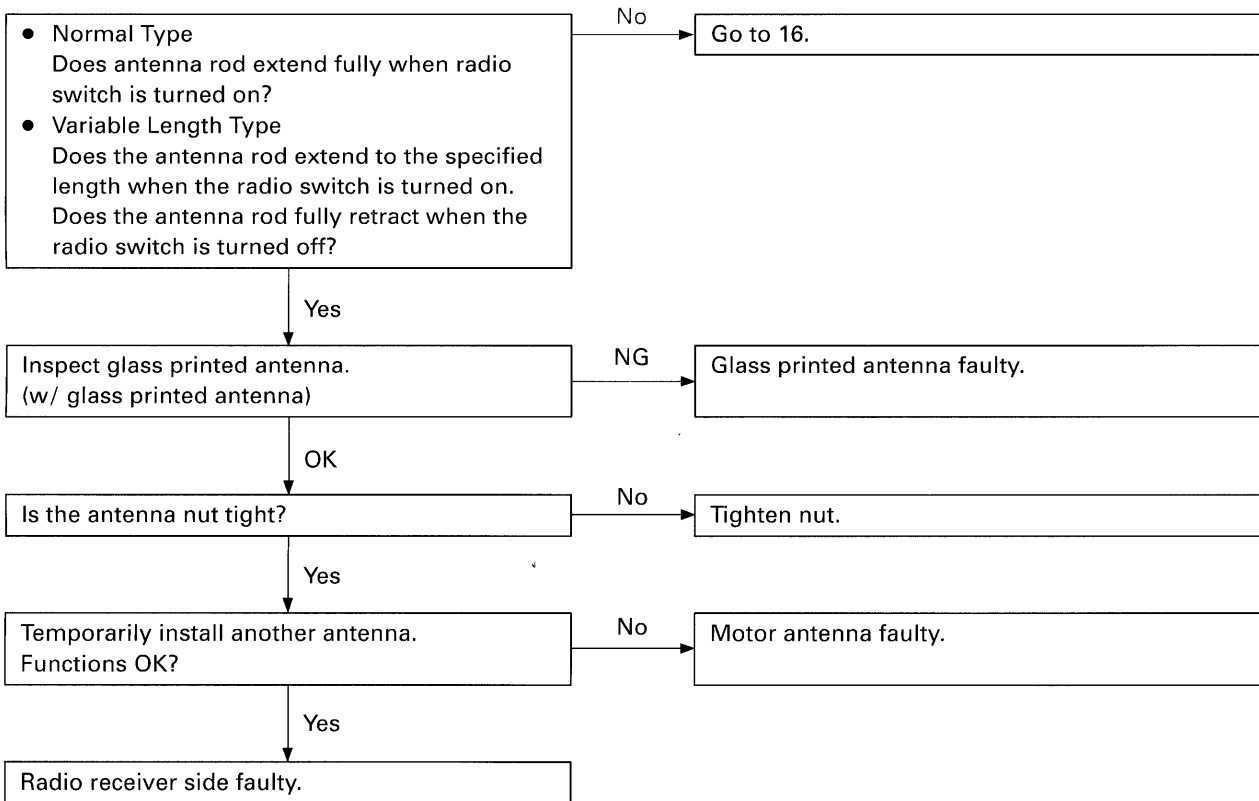 ● Normal Type
Does antenna rod extend fully when radio
switch is turned on?
● Variable Length Type
Does the antenna rod extend to the specified
length when the radio switch is turned on.
Does the antenna rod fully retract when the
radio switch is turned off?
No
Go to 16.
Yes
Inspect glass printed antenna.
(w/ glass printed antenna)
NG
Glass printed antenna faulty.
OK
Is the antenna nut tight?
No
Tighten nut.
Yes
Temporarily install another antenna.
Functions OK?
No
Motor antenna faulty.
Yes
Radio receiver side faulty.